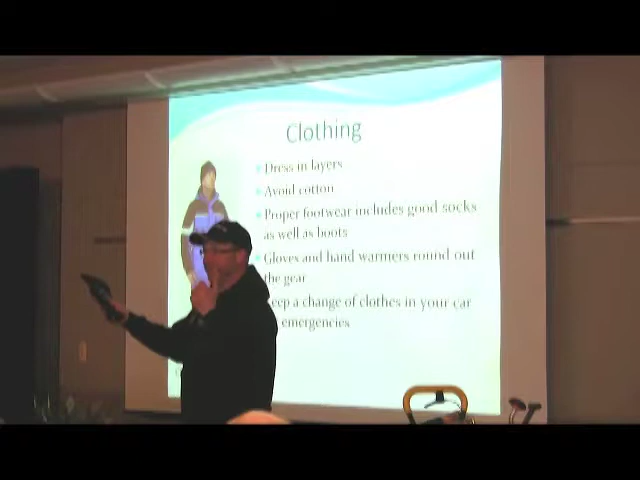 Clothing
Dress in layers
Avoid cotton
Proper footwear includes good socks
as well as boots
Gloves and hand warmers round out
the gear
eep a change of clothes in your car
emergencies